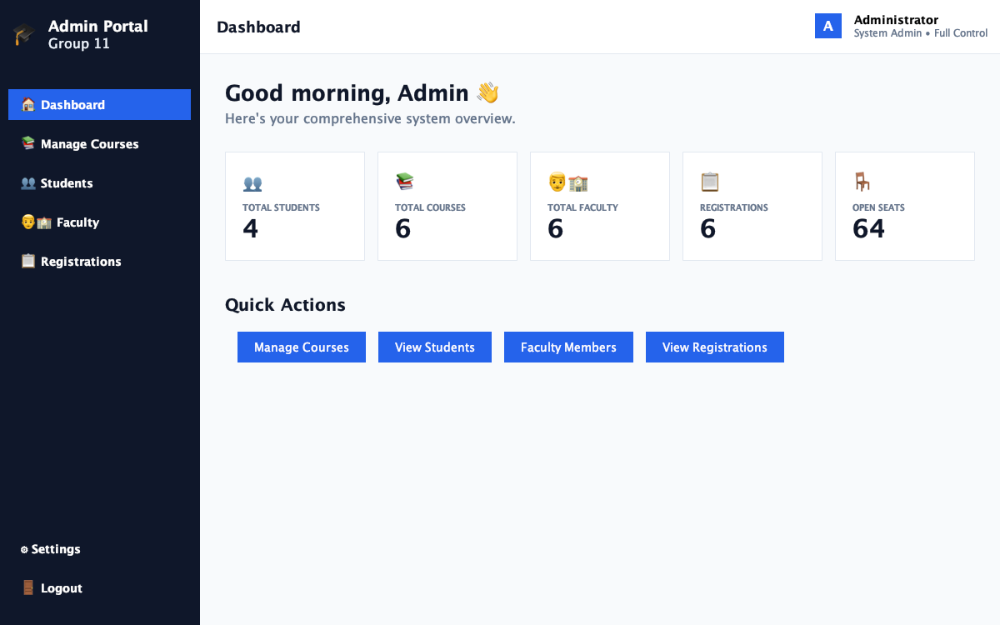 Admin Portal
Group 11
Dashboard
Manage Courses
Students
Faculty
Registrations
Settings
Logout
Dashboard
A
Administrator
System Admin • Full Control
Good morning, Admin 👋
Here's your comprehensive system overview.
TOTAL STUDENTS
4
TOTAL COURSES
6
TOTAL FACULTY
6
REGISTRATIONS
6
OPEN SEATS
64
Quick Actions
Manage Courses
View Students
Faculty Members
View Registrations